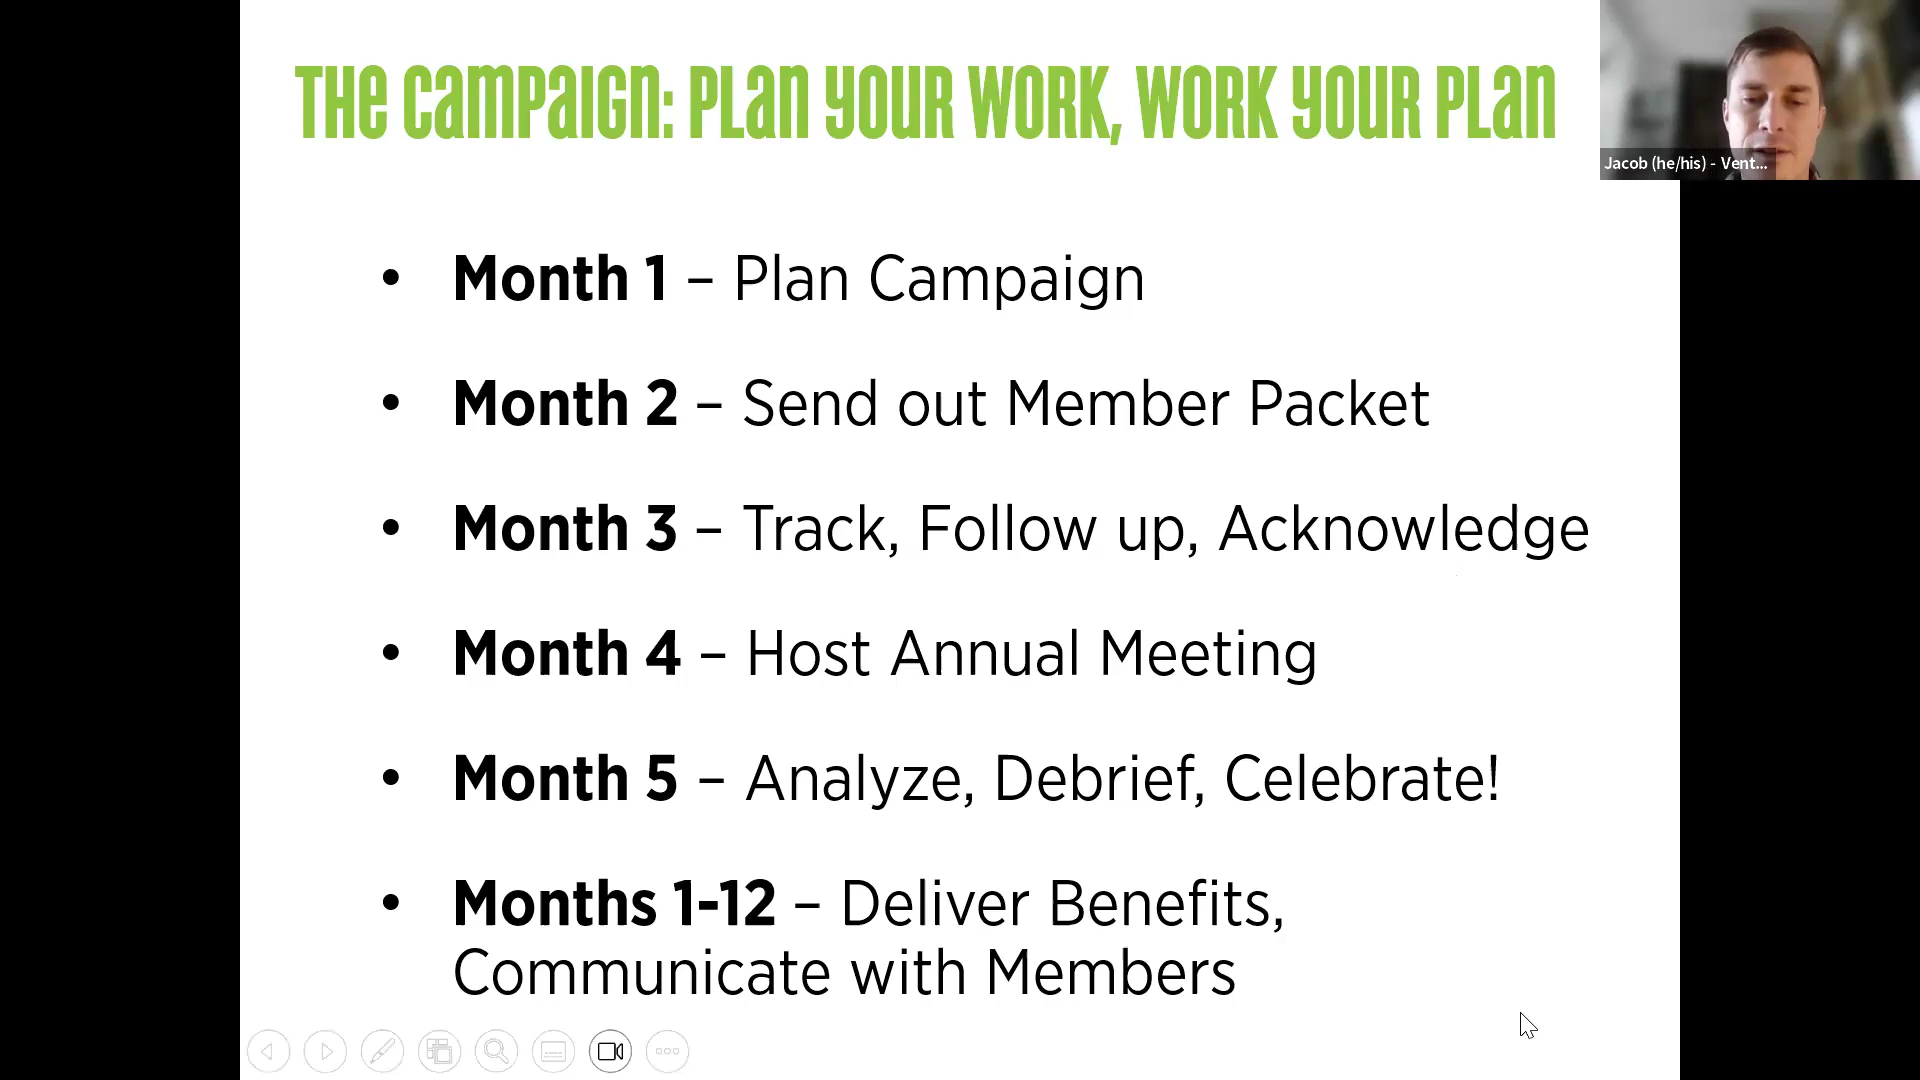 THE CAMPAIGN: PLAN YOUR WORK, WORK YOUR PLAN
Jacob (he/his) - Vent...
• Month 1 – Plan Campaign
• Month 2 – Send out Member Packet
• Month 3 – Track, Follow up, Acknowledge
• Month 4 – Host Annual Meeting
• Month 5 – Analyze, Debrief, Celebrate!
• Months 1-12 – Deliver Benefits,
Communicate with Members